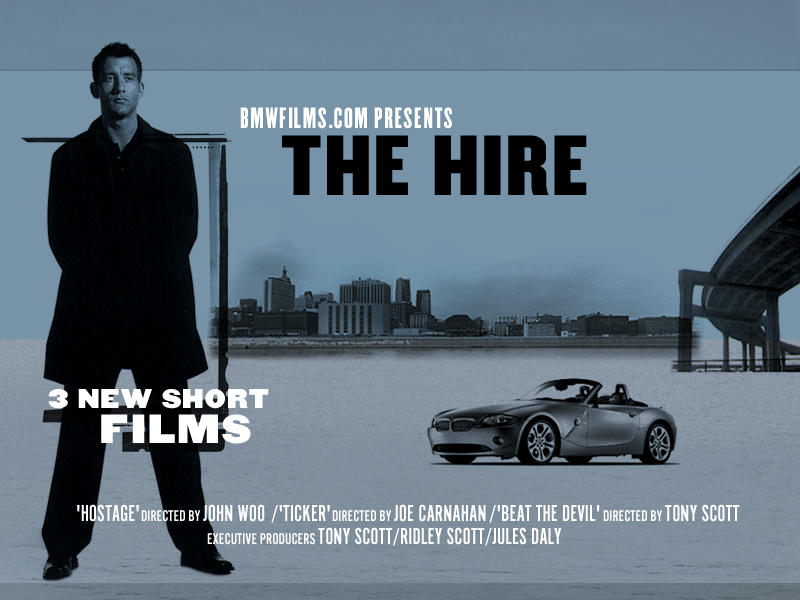 BMWFILMS.COM PRESENTS
THE HIRE
3 NEW SHORT
FILMS
'HOSTAGE' DIRECTED BY JOHN WOO /'TICKER' DIRECTED BY JOE CARNAHAN /'BEAT THE DEVIL' DIRECTED BY TONY SCOTT
EXECUTIVE PRODUCERS TONY SCOTT/RIDLEY SCOTT/JULES DALY